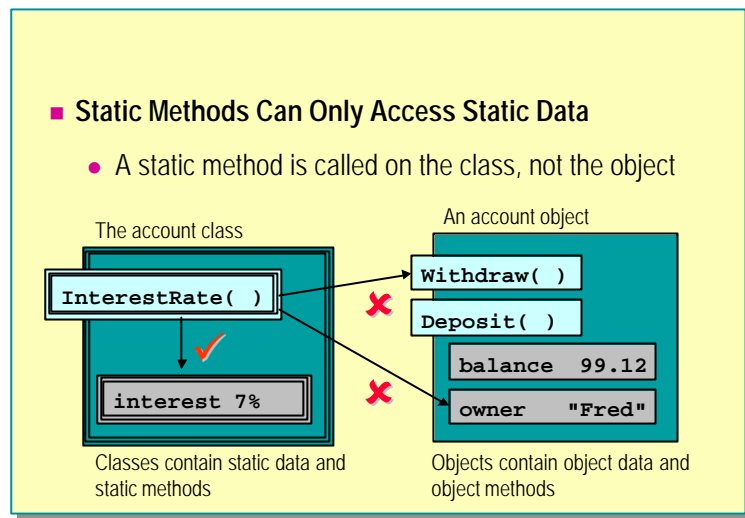 Static Methods Can Only Access Static Data
A static method is called on the class, not the object
The account class
InterestRate( )
interest 7%
Classes contain static data and
static methods
An account object
Withdraw( )
Deposit( )
balance 99.12
owner "Fred"
Objects contain object data and
object methods